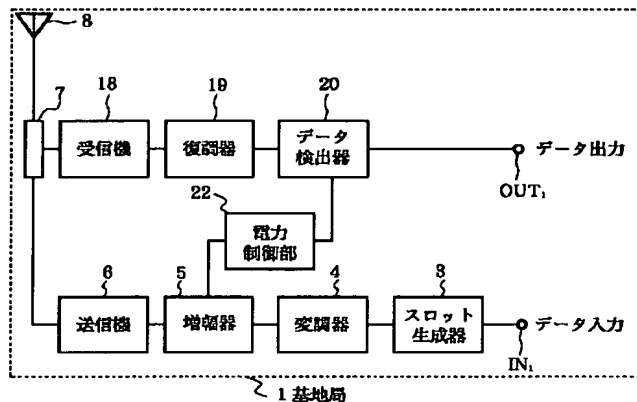 8
7
18
19
20
受信機
復調器
データ
検出器
データ出力
OUT₁
22
電力
制御部
6
5
4
3
送信機
増幅器
変調器
スロット
生成器
データ入力
IN₁
1 基地局